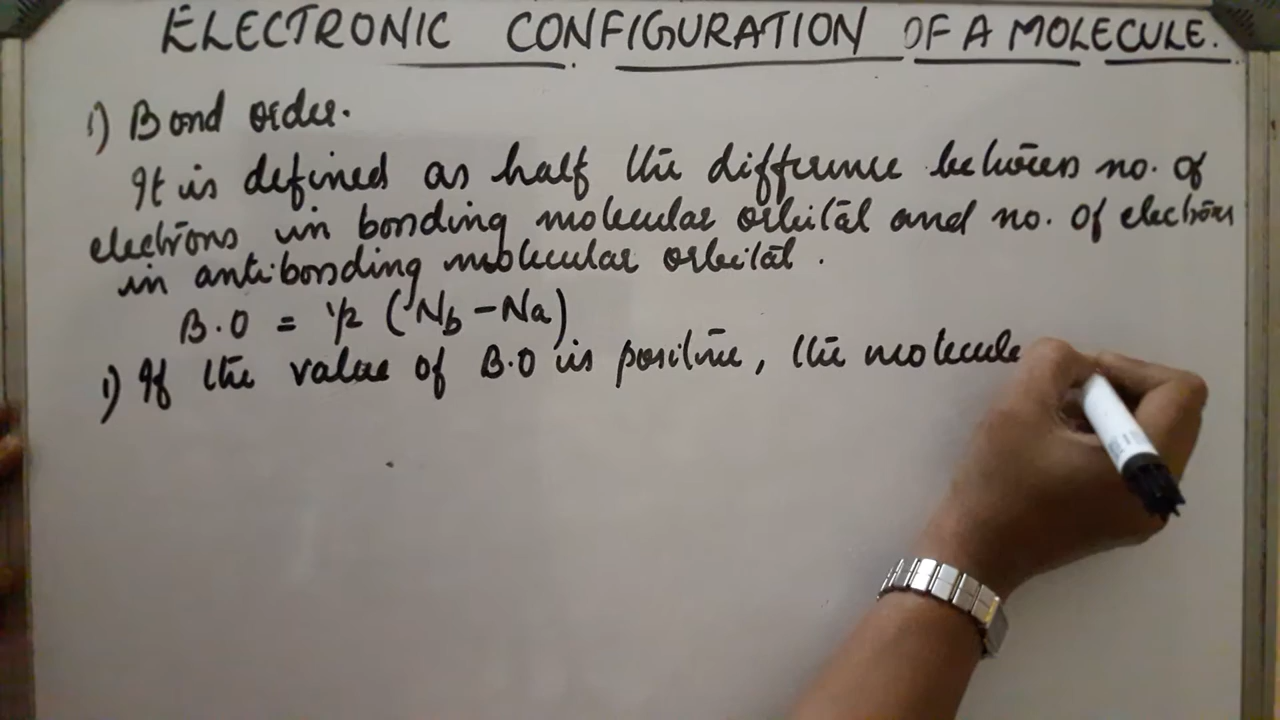 ELECTRONIC CONFIGURATION OF A MOLECULE.
1) Bond order.
It is defined as half the difference between no. of
electrons in bonding molecular orbital and no. of electrons
in antibonding molecular orbital.
B.O = 1/2 (Nb - Na)
1) If the value of B.O is positive, the molecule